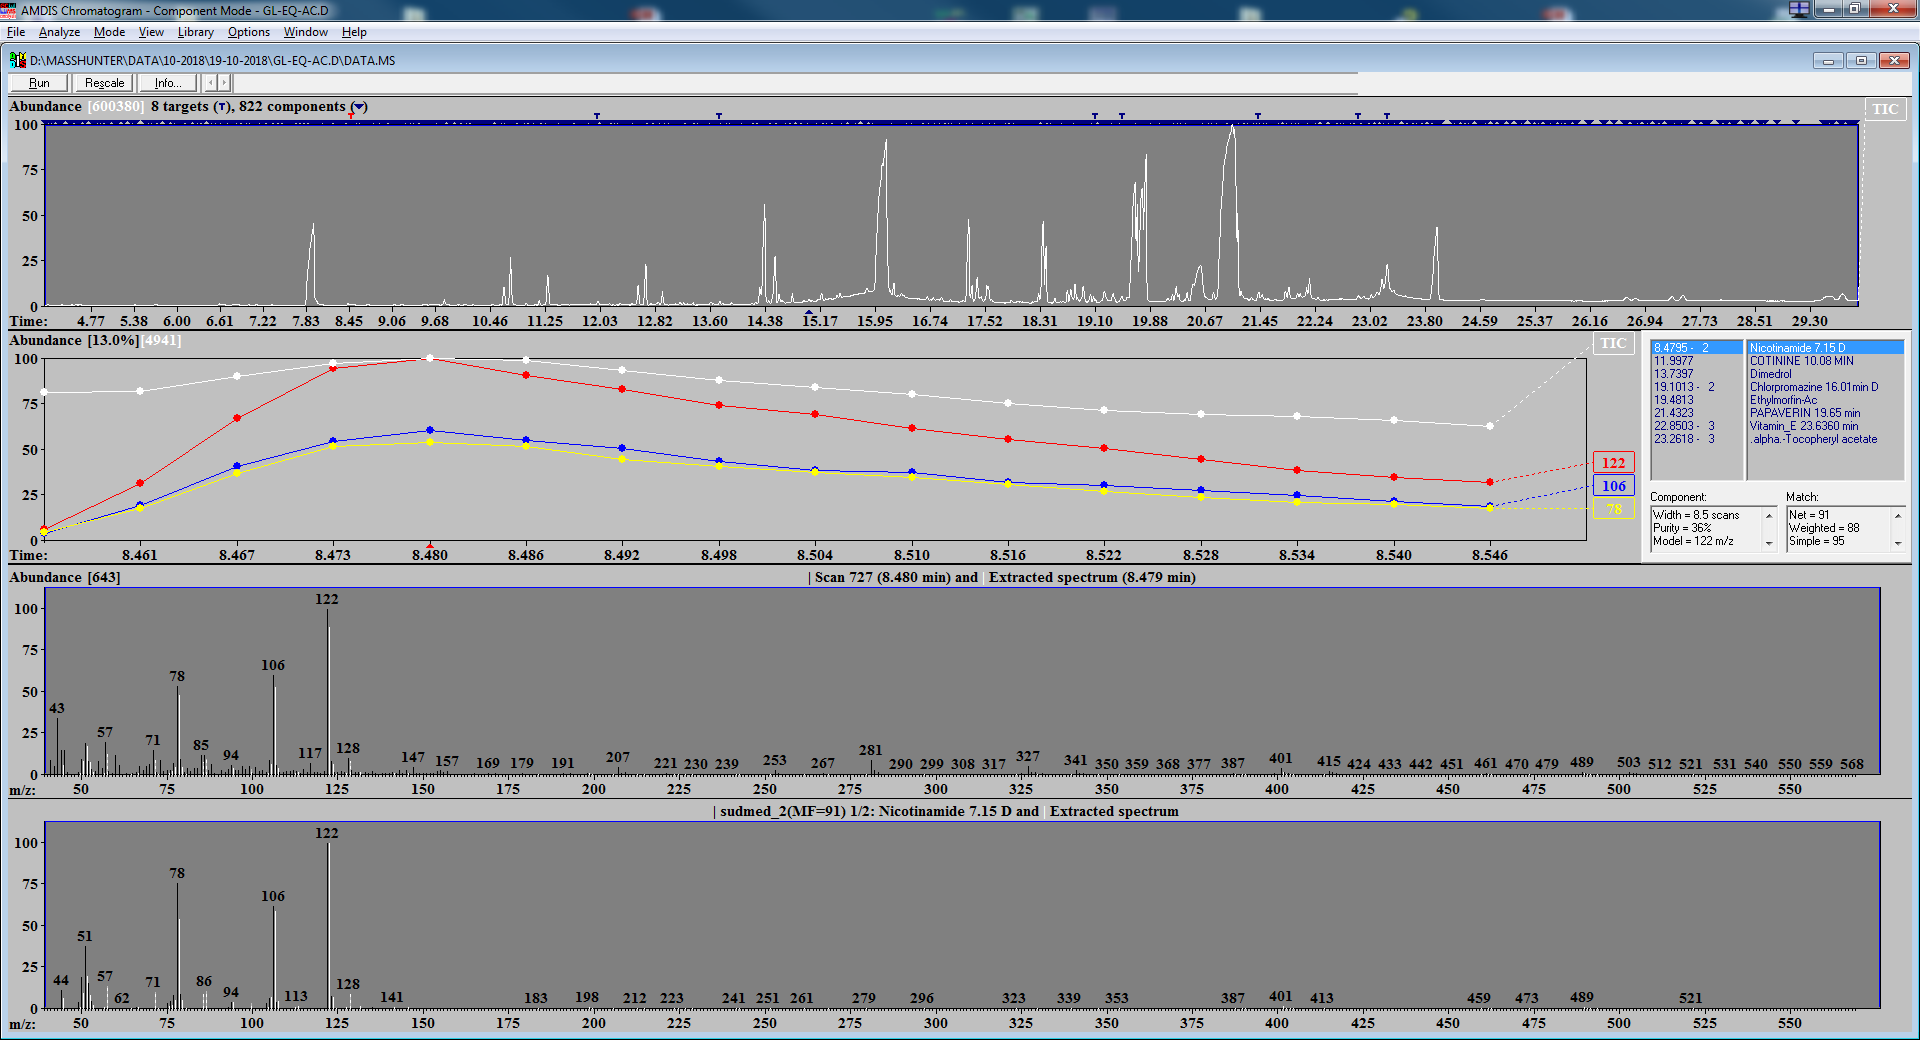 AMDIS Chromatogram - Component Mode - GL-EQ-AC.D
File Analyze Mode View Library Options Window Help
D:\MASSHUNTER\DATA\10-2018\19-10-2018\GL-EQ-AC.D\DATA.MS
Run Rescale Info...
Abundance [600380] 8 targets (T), 822 components (▼)
TIC
100
75
50
25
0
Time: 4.77 5.38 6.00 6.61 7.22 7.83 8.45 9.06 9.68 10.46 11.25 12.03 12.82 13.60 14.38 15.17 15.95 16.74 17.52 18.31 19.10 19.88 20.67 21.45 22.24 23.02 23.80 24.59 25.37 26.16 26.94 27.73 28.51 29.30
Abundance [13.0%][4941]
TIC
100
75
50
25
0
122
106
78
Time: 8.461 8.467 8.473 8.480 8.486 8.492 8.498 8.504 8.510 8.516 8.522 8.528 8.534 8.540 8.546
8.4795 - 2 Nicotinamide 7.15 D
11.9977 COTININE 10.08 MIN
13.7397 Dimedrol
19.1013 - 2 Chlorpromazine 16.01min D
19.4813 Ethylmorfin-Ac
21.4323 PAPAVERIN 19.65 min
22.8503 - 3 Vitamin_E 23.6360 min
23.2618 - 3 .alpha.-Tocopheryl acetate
Component: Match:
Width = 8.5 scans Net = 91
Purity = 36% Weighted = 88
Model = 122 m/z Simple = 95
Abundance [643] | Scan 727 (8.480 min) and | Extracted spectrum (8.479 min)
100
75
50
25
0
43 57 71 78 85 94 106 117 122 128 147 157 169 179 191 207 221 230 239 253 267 281 290 299 308 317 327 341 350 359 368 377 387 401 415 424 433 442 451 461 470 479 489 503 512 521 531 540 550 559 568
m/z: 50 75 100 125 150 175 200 225 250 275 300 325 350 375 400 425 450 475 500 525 550
| sudmed_2(MF=91) 1/2: Nicotinamide 7.15 D and | Extracted spectrum
100
75
50
25
0
44 51 57 62 71 78 86 94 106 113 122 128 141 183 198 212 223 241 251 261 279 296 323 339 353 387 401 413 459 473 489 521
m/z: 50 75 100 125 150 175 200 225 250 275 300 325 350 375 400 425 450 475 500 525 550